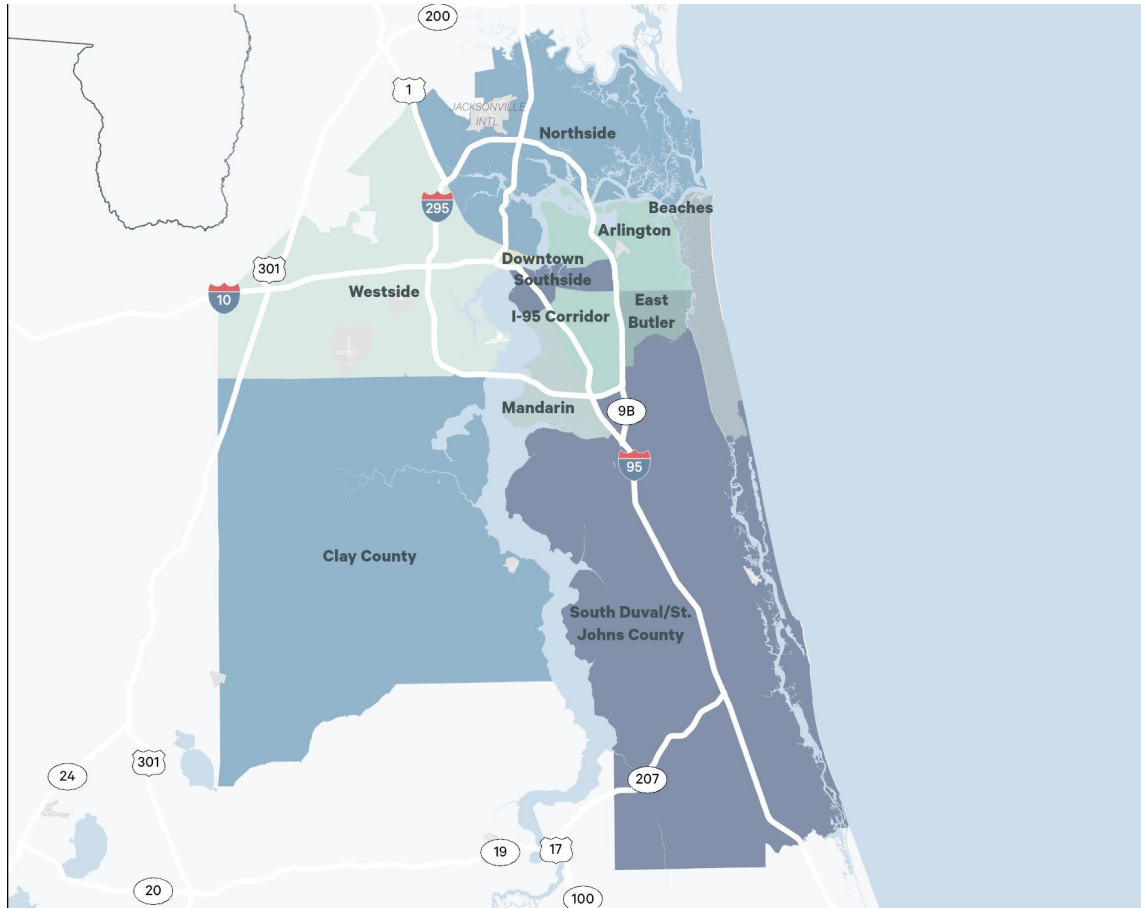 200
1
JACKSONVILLE
INTL
Northside
295
Beaches
Arlington
Downtown
301
Southside
10
Westside
East
Butler
I-95 Corridor
Mandarin
9B
95
Clay County
South Duval/St.
Johns County
301
24
207
19
17
20
100